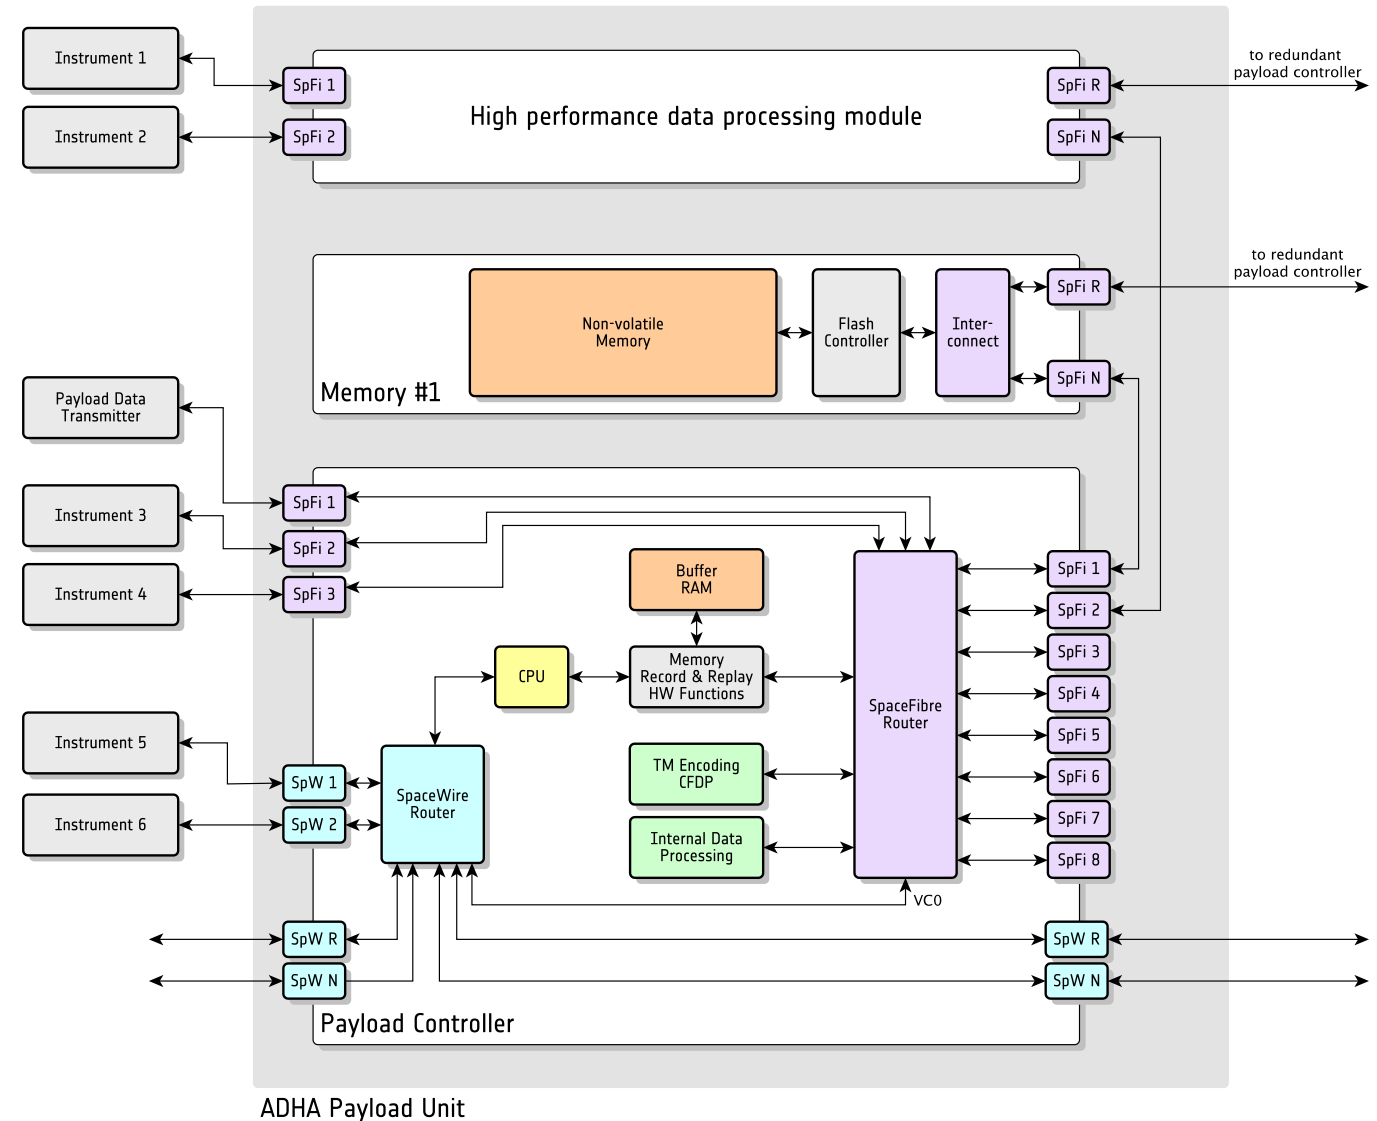 Instrument 1
Instrument 2
SpFi 1
SpFi 2
High performance data processing module
SpFi R
SpFi N
to redundant
payload controller
Non-volatile
Memory
Flash
Controller
Inter-
connect
SpFi R
SpFi N
to redundant
payload controller
Memory #1
Payload Data
Transmitter
Instrument 3
Instrument 4
Instrument 5
Instrument 6
SpFi 1
SpFi 2
SpFi 3
Buffer
RAM
CPU
Memory
Record & Replay
HW Functions
TM Encoding
CFDP
Internal Data
Processing
SpaceFibre
Router
SpFi 1
SpFi 2
SpFi 3
SpFi 4
SpFi 5
SpFi 6
SpFi 7
SpFi 8
SpW 1
SpW 2
SpaceWire
Router
VC0
SpW R
SpW N
SpW R
SpW N
Payload Controller
ADHA Payload Unit